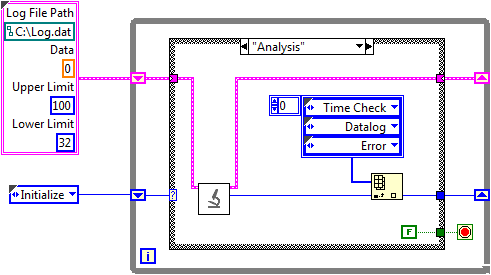 Log File Path
C:\Log.dat
Data
0
Upper Limit
100
Lower Limit
32
Initialize
"Analysis"
0
Time Check
Datalog
Error
?
F
i